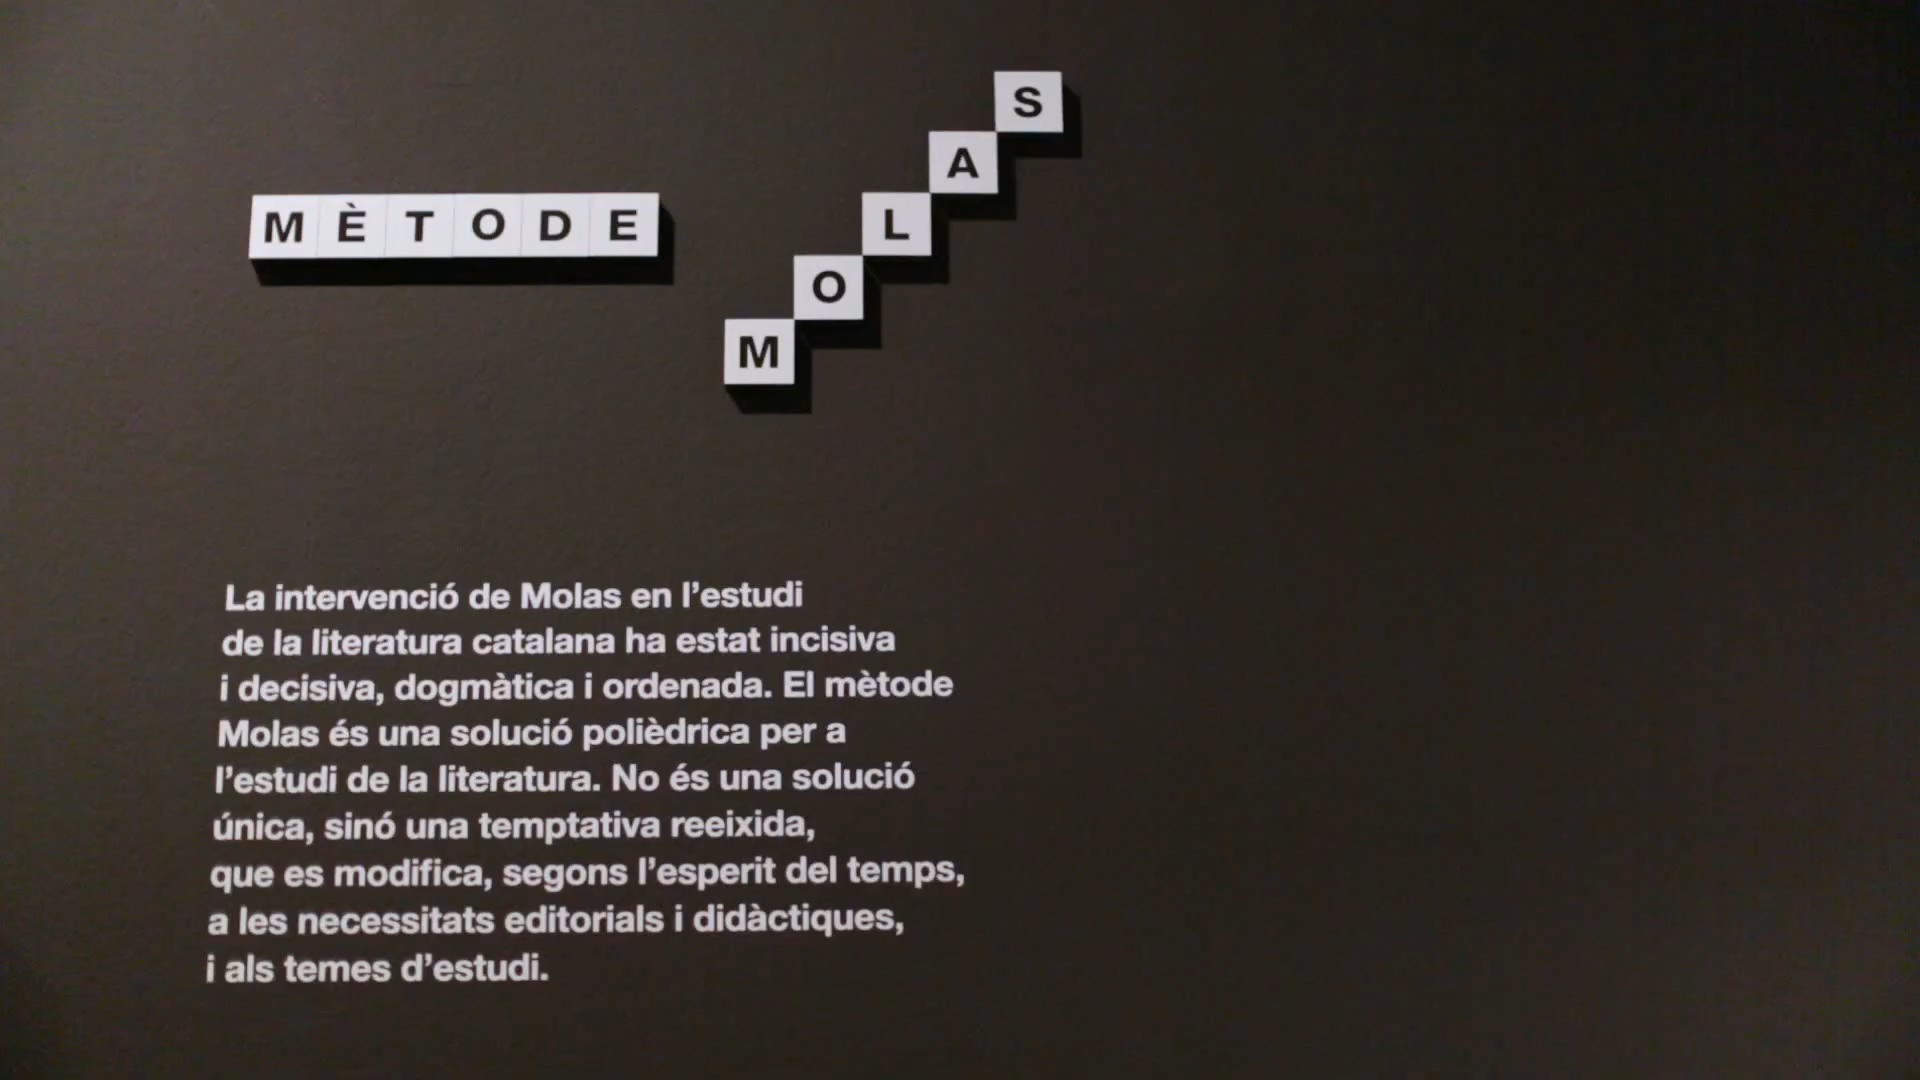 MÈTODE MOLAS
La intervenció de Molas en l’estudi
de la literatura catalana ha estat incisiva
i decisiva, dogmàtica i ordenada. El mètode
Molas és una solució polièdrica per a
l’estudi de la literatura. No és una solució
única, sinó una temptativa reeixida,
que es modifica, segons l’esperit del temps,
a les necessitats editorials i didàctiques,
i als temes d’estudi.